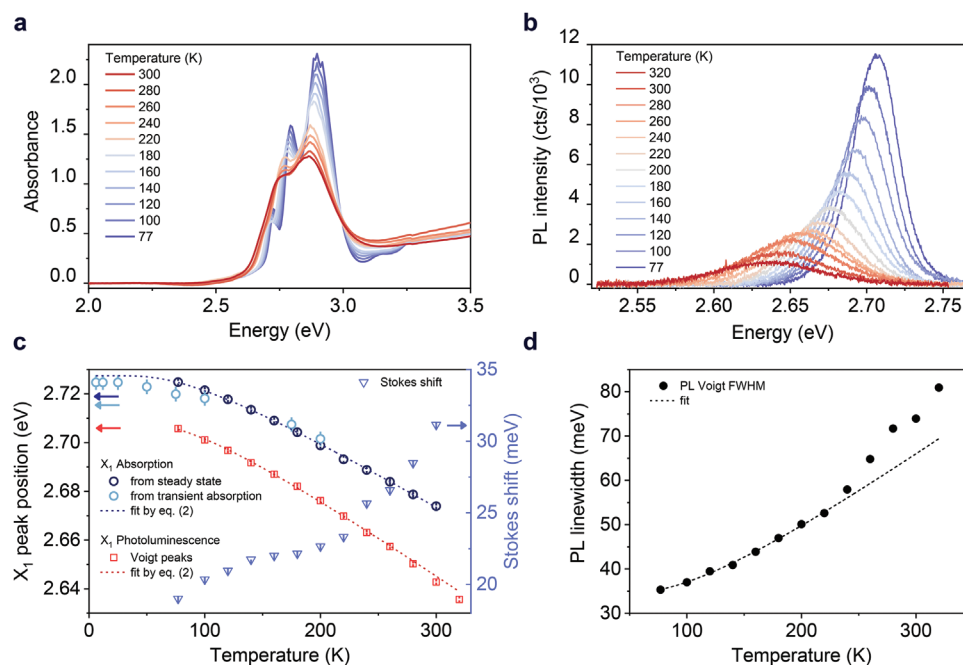 a
Temperature (K)
300
280
260
240
220
180
160
140
120
100
77
2.0
1.5
1.0
0.5
0.0
Absorbance
2.0 2.5 3.0 3.5
Energy (eV)
b
Temperature (K)
320
300
280
260
240
220
200
180
160
140
120
100
77
12
10
8
6
4
2
0
PL intensity (cts/10³)
2.55 2.60 2.65 2.70 2.75
Energy (eV)
c
Stokes shift
X₁ Absorption
from steady state
from transient absorption
fit by eq. (2)
X₁ Photoluminescence
Voigt peaks
fit by eq. (2)
2.72
2.70
2.68
2.66
2.64
X₁ peak position (eV)
35
30
25
20
Stokes shift (meV)
0 100 200 300
Temperature (K)
d
PL Voigt FWHM
fit
80
70
60
50
40
30
PL linewidth (meV)
100 200 300
Temperature (K)